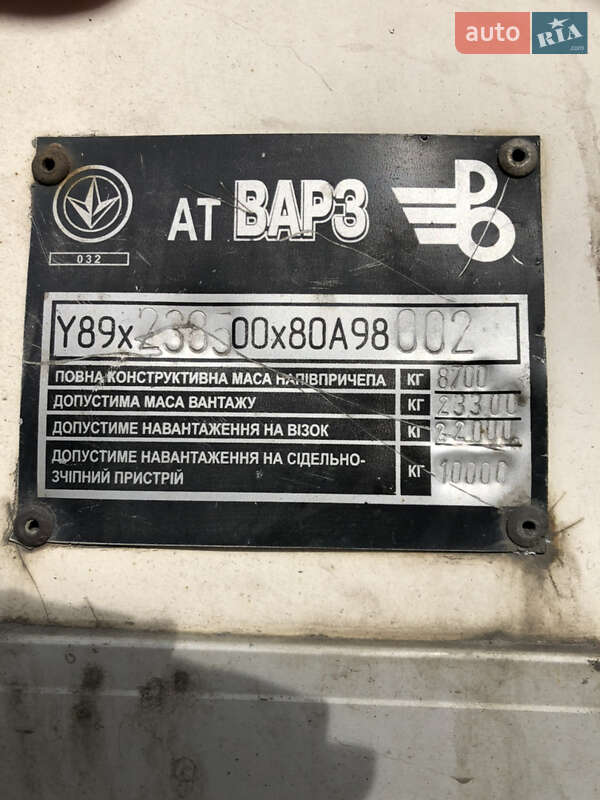 auto RIA.com
032
АТ ВАРЗ
Y89x238500x80A98002
ПОВНА КОНСТРУКТИВНА МАСА НАПІВПРИЧЕПА КГ 8700
ДОПУСТИМА МАСА ВАНТАЖУ КГ 23300
ДОПУСТИМЕ НАВАНТАЖЕННЯ НА ВІЗОК КГ 22000
ДОПУСТИМЕ НАВАНТАЖЕННЯ НА СІДЕЛЬНО-
ЗЧІПНИЙ ПРИСТРІЙ КГ 10000